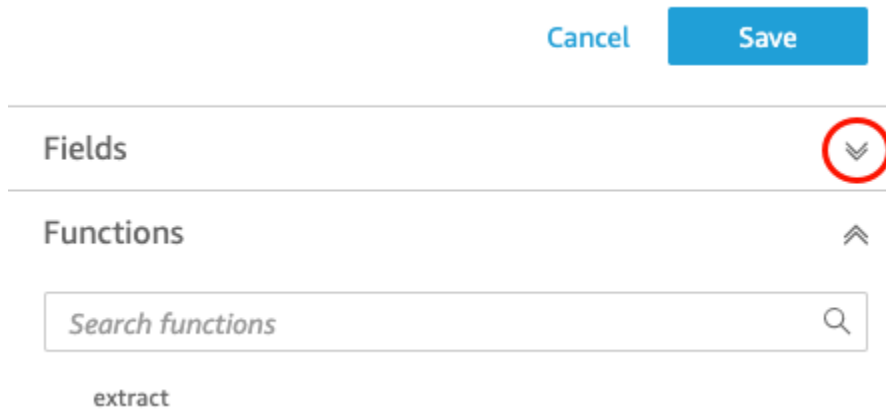 Cancel Save
Fields
Functions
Search functions
extract